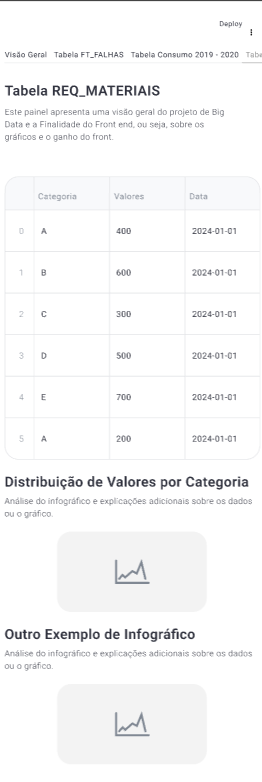 Deploy
Visão Geral Tabela FT_FALHAS Tabela Consumo 2019 - 2020 Tabe
Tabela REQ_MATERIAIS
Este painel apresenta uma visão geral do projeto de Big
Data e a Finalidade do Front end, ou seja, sobre os
gráficos e o ganho do front.
Categoria Valores Data
0 A 400 2024-01-01
1 B 600 2024-01-01
2 C 300 2024-01-01
3 D 500 2024-01-01
4 E 700 2024-01-01
5 A 200 2024-01-01
Distribuição de Valores por Categoria
Análise do infográfico e explicações adicionais sobre os dados
ou o gráfico.
Outro Exemplo de Infográfico
Análise do infográfico e explicações adicionais sobre os dados
ou o gráfico.